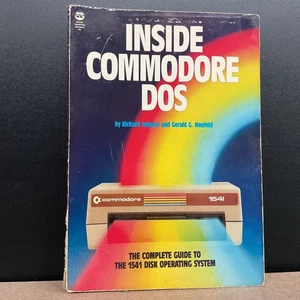 INSIDE
COMMODORE
DOS
by Richard Immers and Gerald G. Neufeld
commodore
1541
THE COMPLETE GUIDE TO
THE 1541 DISK OPERATING SYSTEM